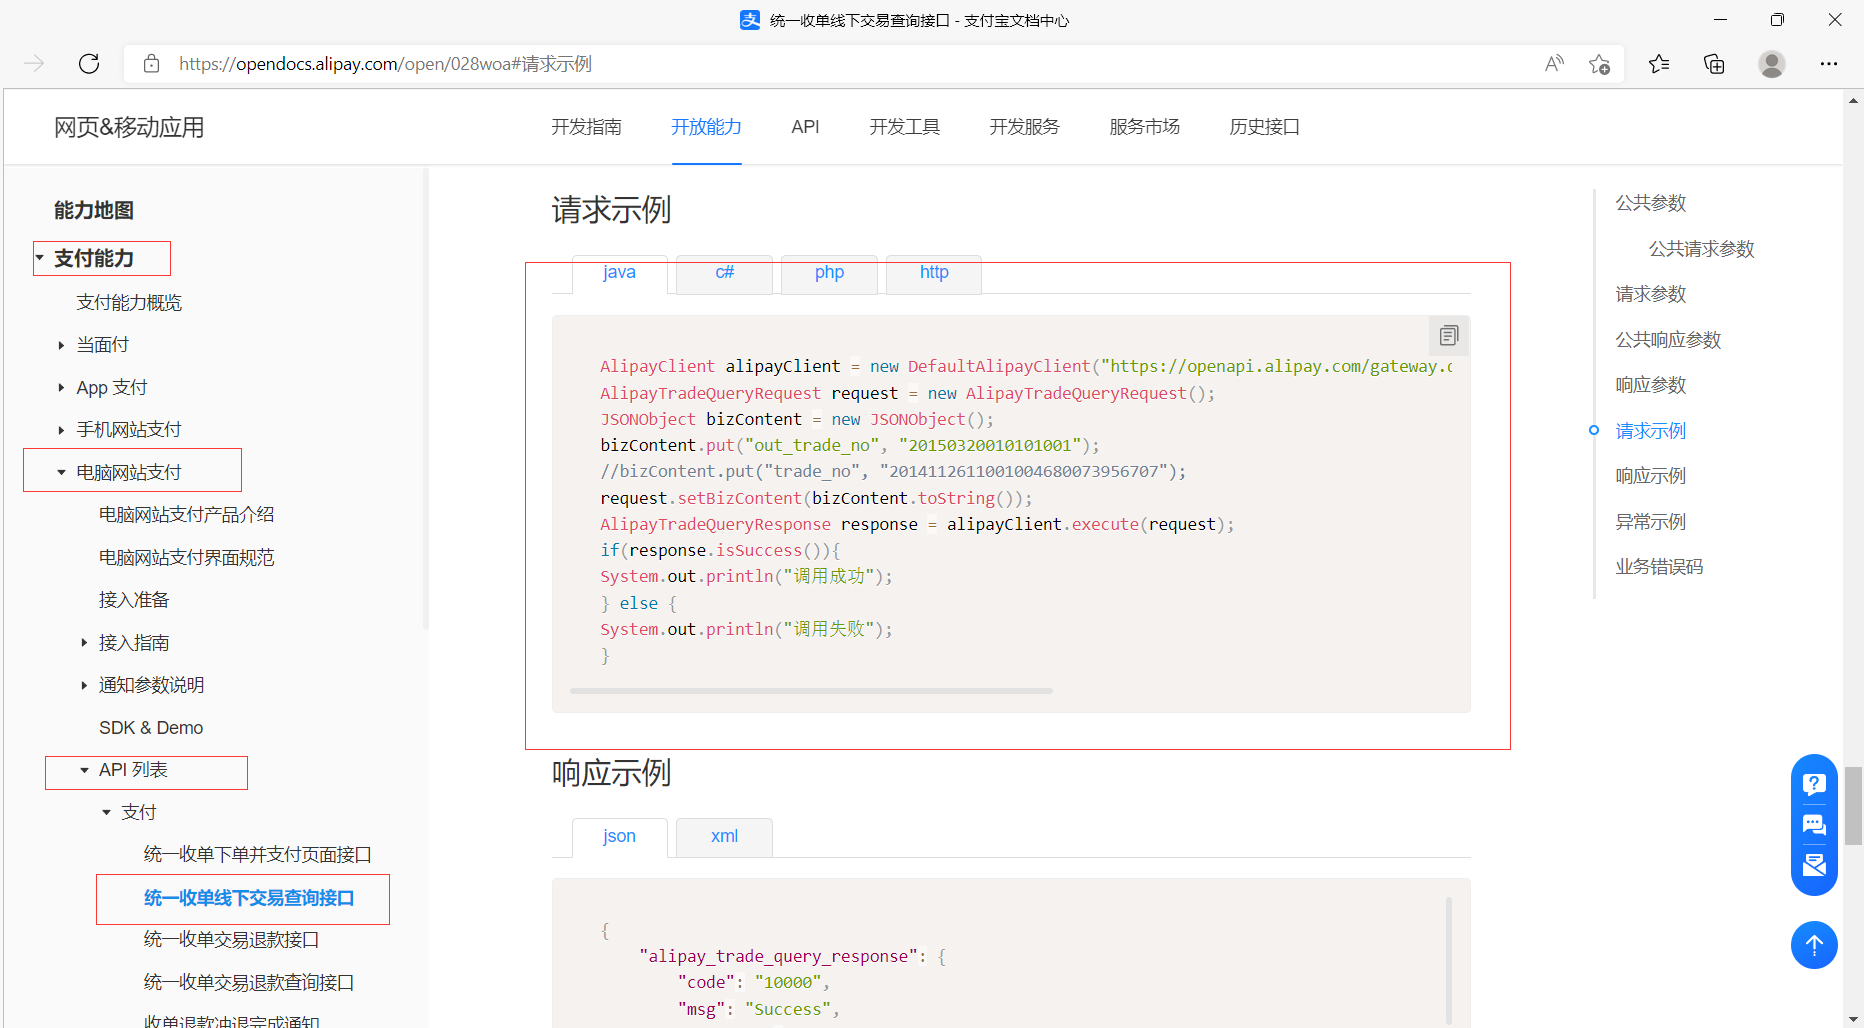 统一收单线下交易查询接口 - 支付宝文档中心
https://opendocs.alipay.com/open/028woa#请求示例
网页&移动应用
开发指南
开放能力
API
开发工具
开发服务
服务市场
历史接口
能力地图
支付能力
支付能力概览
当面付
App 支付
手机网站支付
电脑网站支付
电脑网站支付产品介绍
电脑网站支付界面规范
接入准备
接入指南
通知参数说明
SDK & Demo
API 列表
支付
统一收单下单并支付页面接口
统一收单线下交易查询接口
统一收单交易退款接口
统一收单交易退款查询接口
收单退款冲退完成通知
请求示例
java
c#
php
http
AlipayClient alipayClient = new DefaultAlipayClient("https://openapi.alipay.com/gateway.c
AlipayTradeQueryRequest request = new AlipayTradeQueryRequest();
JSONObject bizContent = new JSONObject();
bizContent.put("out_trade_no", "20150320010101001");
//bizContent.put("trade_no", "2014112611001004680073956707");
request.setBizContent(bizContent.toString());
AlipayTradeQueryResponse response = alipayClient.execute(request);
if(response.isSuccess()){
System.out.println("调用成功");
} else {
System.out.println("调用失败");
}
响应示例
json
xml
{
"alipay_trade_query_response": {
"code": "10000",
"msg": "Success",
公共参数
公共请求参数
请求参数
公共响应参数
响应参数
请求示例
响应示例
异常示例
业务错误码